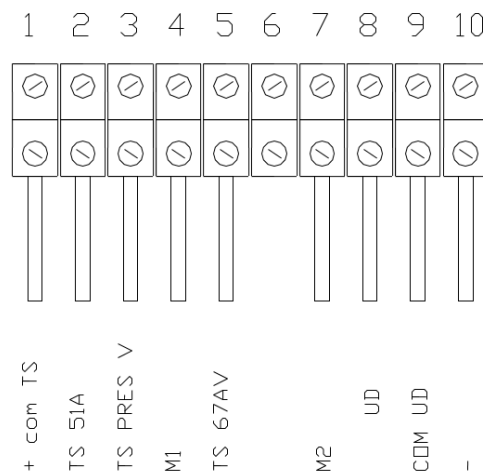 1 2 3 4 5 6 7 8 9 10
+ com TS
TS 51A
TS PRES V
M1
TS 67AV
M2
UD
COM UD
-